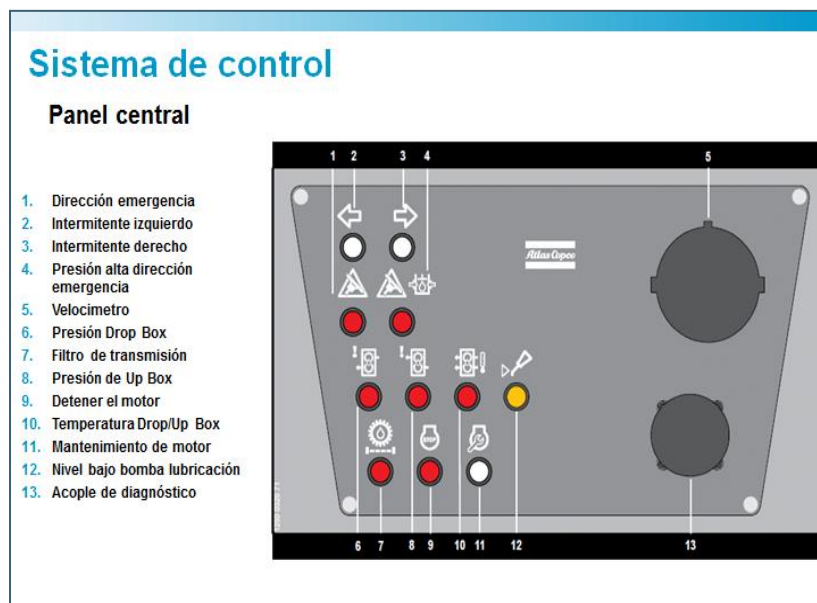 Sistema de control
Panel central
1. Dirección emergencia
2. Intermitente izquierdo
3. Intermitente derecho
4. Presión alta dirección
emergencia
5. Velocimetro
6. Presión Drop Box
7. Filtro de transmisión
8. Presión de Up Box
9. Detener el motor
10. Temperatura Drop/Up Box
11. Mantenimiento de motor
12. Nivel bajo bomba lubricación
13. Acople de diagnóstico
1 2 3 4 5
Atlas Copco
STOP
6 7 8 9 10 11 12 13